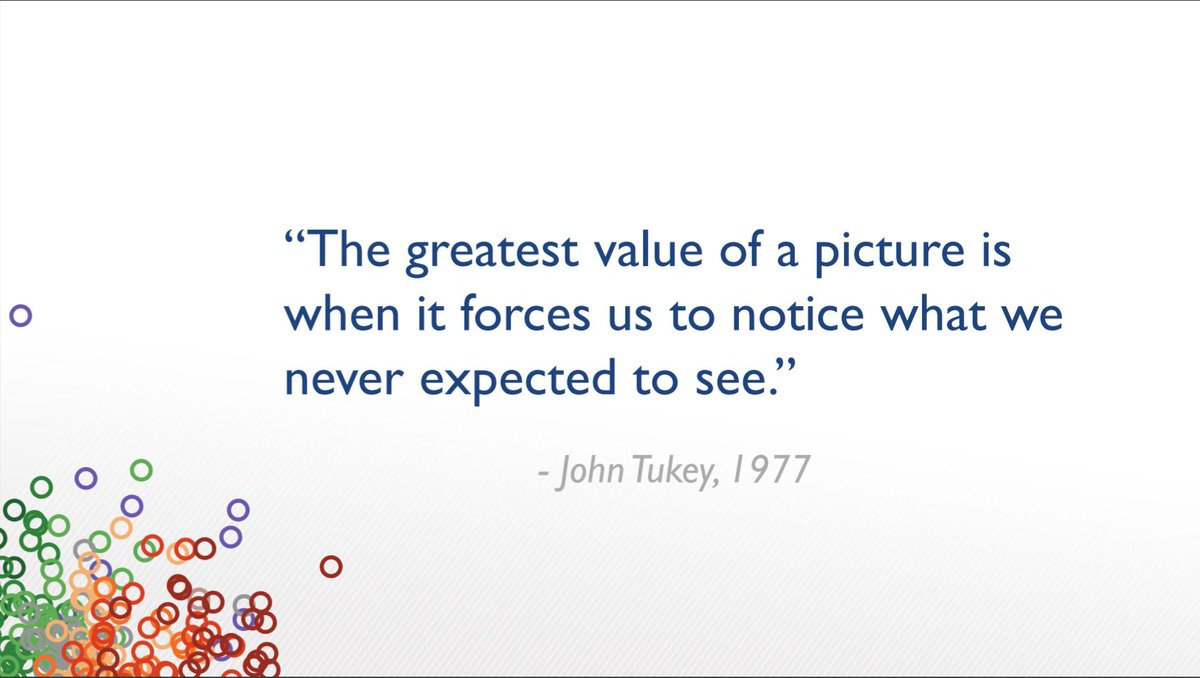 “The greatest value of a picture is
when it forces us to notice what we
never expected to see.”
- John Tukey, 1977